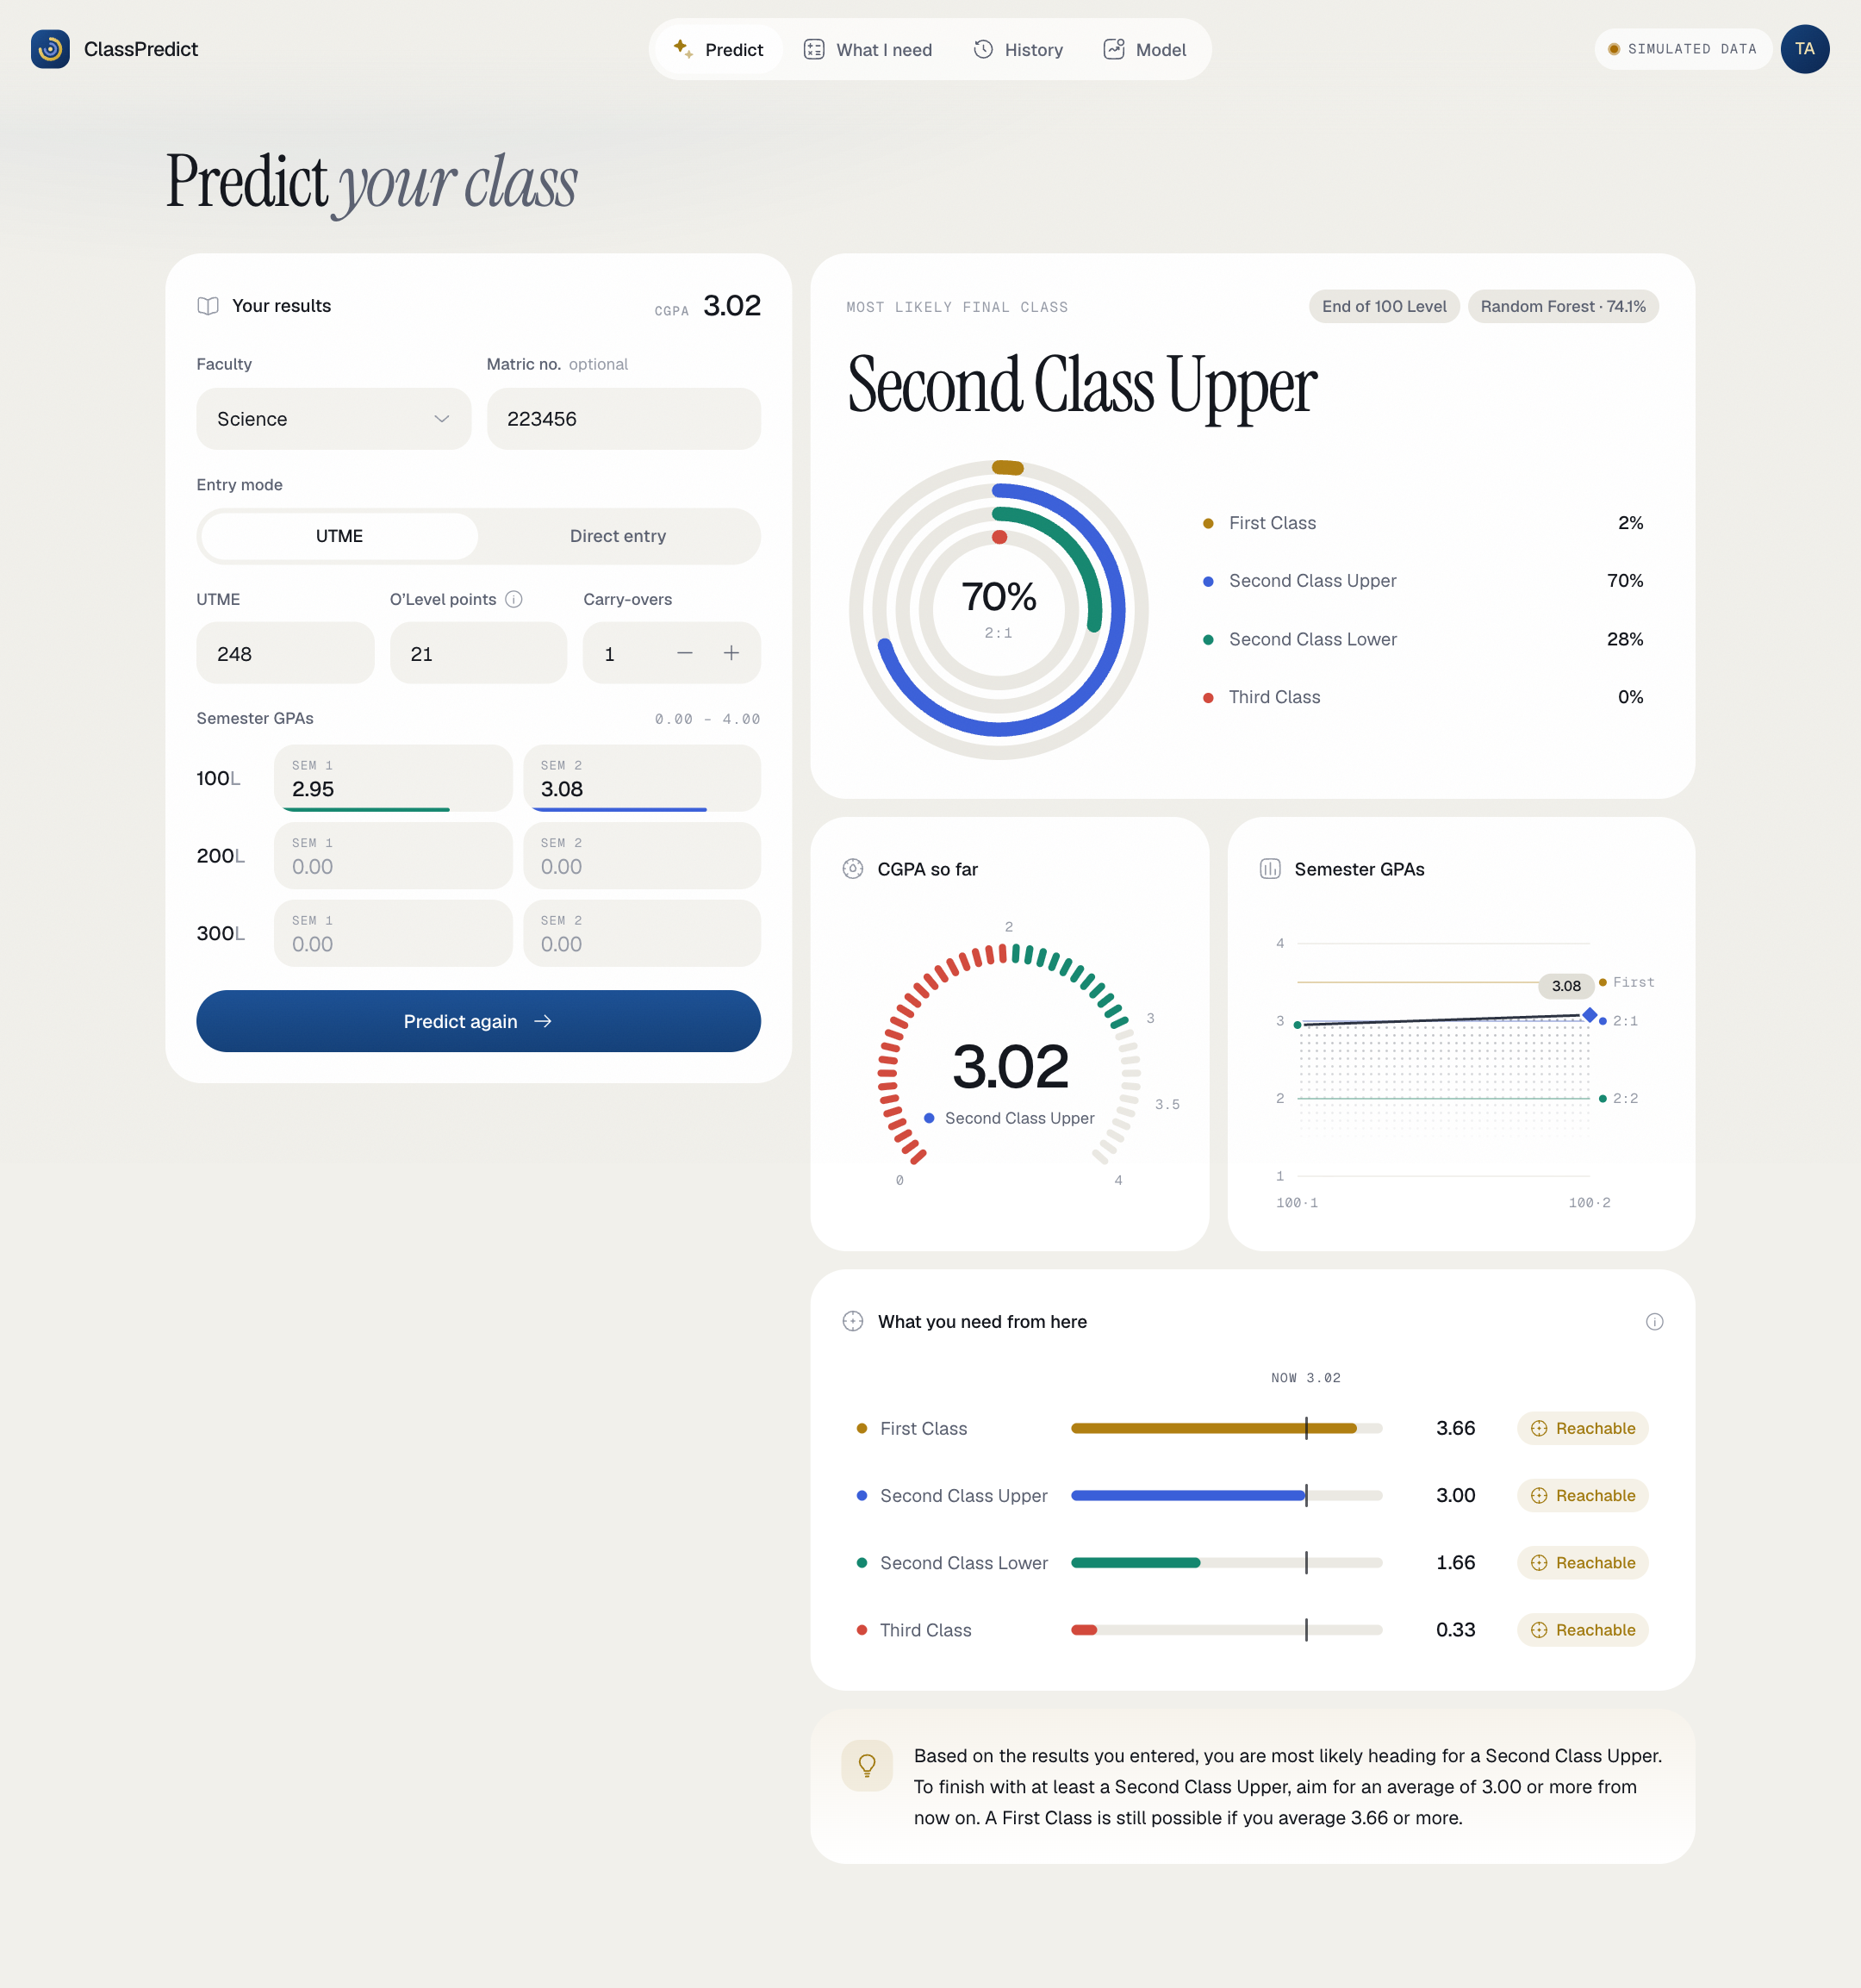 ClassPredict
Predict
What I need
History
Model
SIMULATED DATA
TA
Predict your class
Your results
CGPA 3.02
Faculty
Matric no. optional
Science
223456
Entry mode
UTME
Direct entry
UTME
O’Level points
Carry-overs
248
21
1
Semester GPAs
0.00 – 4.00
100L
SEM 1
2.95
SEM 2
3.08
200L
SEM 1
0.00
SEM 2
0.00
300L
SEM 1
0.00
SEM 2
0.00
Predict again
MOST LIKELY FINAL CLASS
End of 100 Level
Random Forest · 74.1%
Second Class Upper
70%
2:1
First Class 2%
Second Class Upper 70%
Second Class Lower 28%
Third Class 0%
CGPA so far
2
3
3.5
4
0
3.02
Second Class Upper
Semester GPAs
4
3
2
1
3.08
First
2:1
2:2
100·1
100·2
What you need from here
NOW 3.02
First Class 3.66 Reachable
Second Class Upper 3.00 Reachable
Second Class Lower 1.66 Reachable
Third Class 0.33 Reachable
Based on the results you entered, you are most likely heading for a Second Class Upper.
To finish with at least a Second Class Upper, aim for an average of 3.00 or more from
now on. A First Class is still possible if you average 3.66 or more.